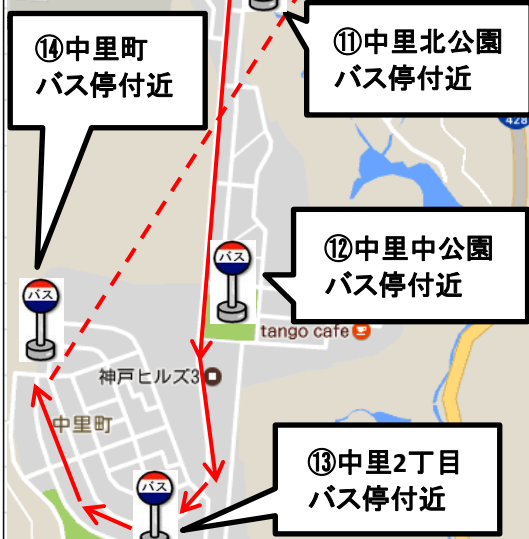 ⑭中里町
バス停付近
⑪中里北公園
バス停付近
428
バス
⑫中里中公園
バス停付近
バス
tango cafe
神戸ヒルズ3
中里町
⑬中里2丁目
バス停付近
バス